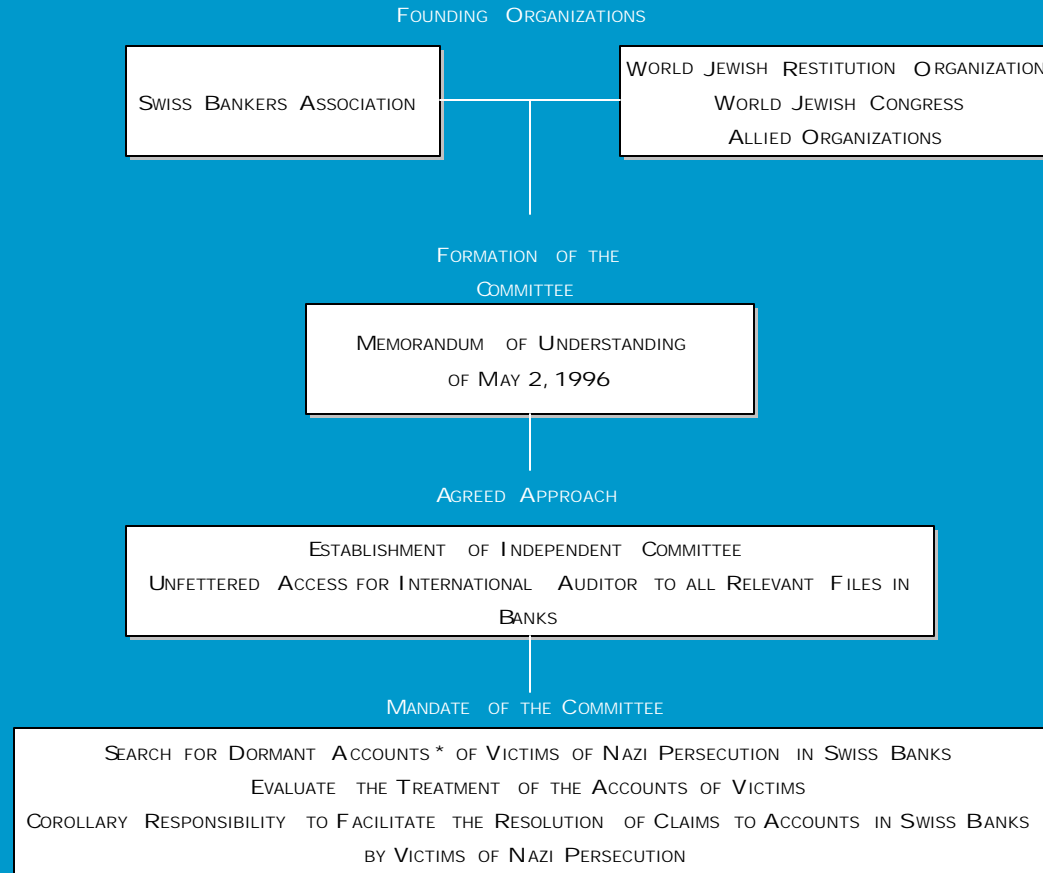 FOUNDING ORGANIZATIONS
SWISS BANKERS ASSOCIATION
WORLD JEWISH RESTITUTION ORGANIZATION
WORLD JEWISH CONGRESS
ALLIED ORGANIZATIONS
FORMATION OF THE
COMMITTEE
MEMORANDUM OF UNDERSTANDING
OF MAY 2, 1996
AGREED APPROACH
ESTABLISHMENT OF INDEPENDENT COMMITTEE
UNFETTERED ACCESS FOR INTERNATIONAL AUDITOR TO ALL RELEVANT FILES IN
BANKS
MANDATE OF THE COMMITTEE
SEARCH FOR DORMANT ACCOUNTS* OF VICTIMS OF NAZI PERSECUTION IN SWISS BANKS
EVALUATE THE TREATMENT OF THE ACCOUNTS OF VICTIMS
COROLLARY RESPONSIBILITY TO FACILITATE THE RESOLUTION OF CLAIMS TO ACCOUNTS IN SWISS BANKS
BY VICTIMS OF NAZI PERSECUTION